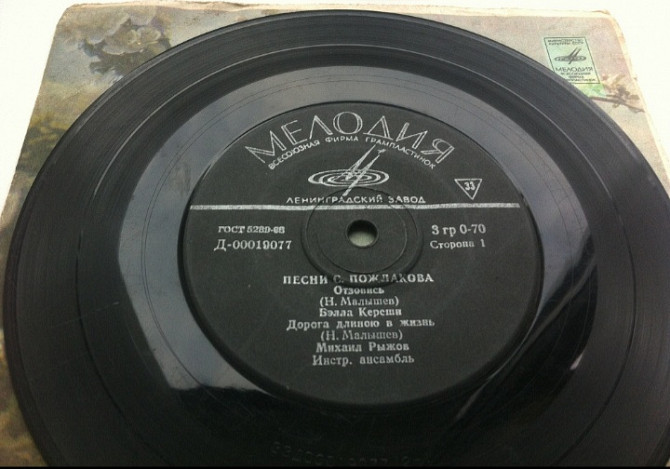 МЕЛОДИЯ
ВСЕСОЮЗНАЯ ФИРМА ГРАМПЛАСТИНОК
ЛЕНИНГРАДСКИЙ ЗАВОД
33
ГОСТ 5289-68
Д-00019077
3 гр 0-70
Сторона 1
ПЕСНИ С. ПОЖЛАКОВА
Отзовись
(Н. Малышев)
Бэлла Кереши
Дорога длиною в жизнь
(Н. Малышев)
Михаил Рыжов
Инстр. ансамбль
МЕЛОДИЯ